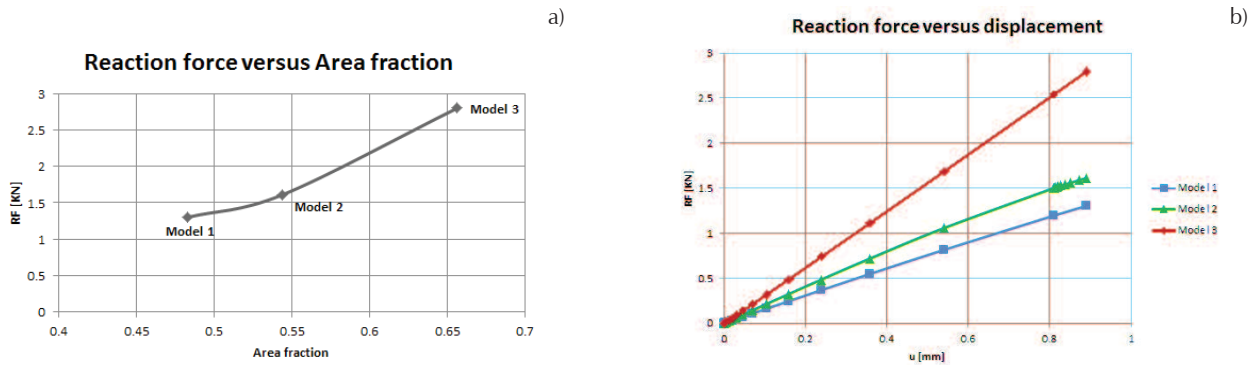 a)
Reaction force versus Area fraction
RF [KN]
3
2.5
2
1.5
1
0.5
0
0.4 0.45 0.5 0.55 0.6 0.65 0.7
Area fraction
Model 1
Model 2
Model 3
b)
Reaction force versus displacement
RF [KN]
3
2.5
2
1.5
1
0.5
0
0 0.2 0.4 0.6 0.8 1
u [mm]
Model 1
Model 2
Model 3